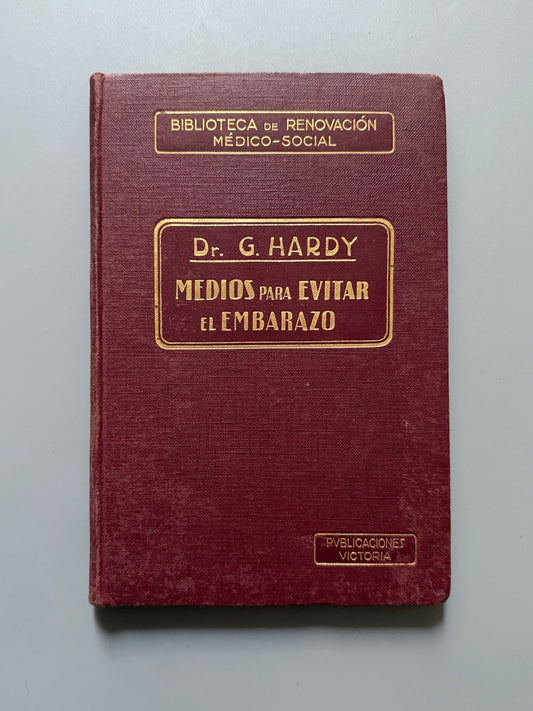 BIBLIOTECA DE RENOVACIÓN
MÉDICO-SOCIAL
Dr. G. HARDY
MEDIOS PARA EVITAR
EL EMBARAZO
PVBLICACIONES
VICTORIA